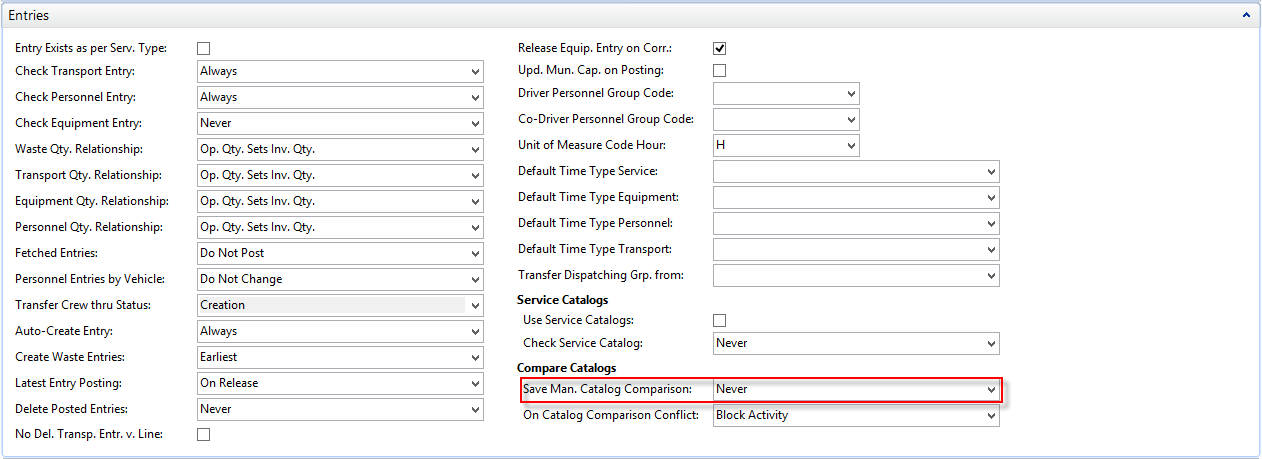 Entries
Entry Exists as per Serv. Type:
Check Transport Entry: Always
Check Personnel Entry: Always
Check Equipment Entry: Never
Waste Qty. Relationship: Op. Qty. Sets Inv. Qty.
Transport Qty. Relationship: Op. Qty. Sets Inv. Qty.
Equipment Qty. Relationship: Op. Qty. Sets Inv. Qty.
Personnel Qty. Relationship: Op. Qty. Sets Inv. Qty.
Fetched Entries: Do Not Post
Personnel Entries by Vehicle: Do Not Change
Transfer Crew thru Status: Creation
Auto-Create Entry: Always
Create Waste Entries: Earliest
Latest Entry Posting: On Release
Delete Posted Entries: Never
No Del. Transp. Entr. v. Line:
Release Equip. Entry on Corr.:
Upd. Mun. Cap. on Posting:
Driver Personnel Group Code:
Co-Driver Personnel Group Code:
Unit of Measure Code Hour: H
Default Time Type Service:
Default Time Type Equipment:
Default Time Type Personnel:
Default Time Type Transport:
Transfer Dispatching Grp. from:
Service Catalogs
Use Service Catalogs:
Check Service Catalog: Never
Compare Catalogs
Save Man. Catalog Comparison: Never
On Catalog Comparison Conflict: Block Activity